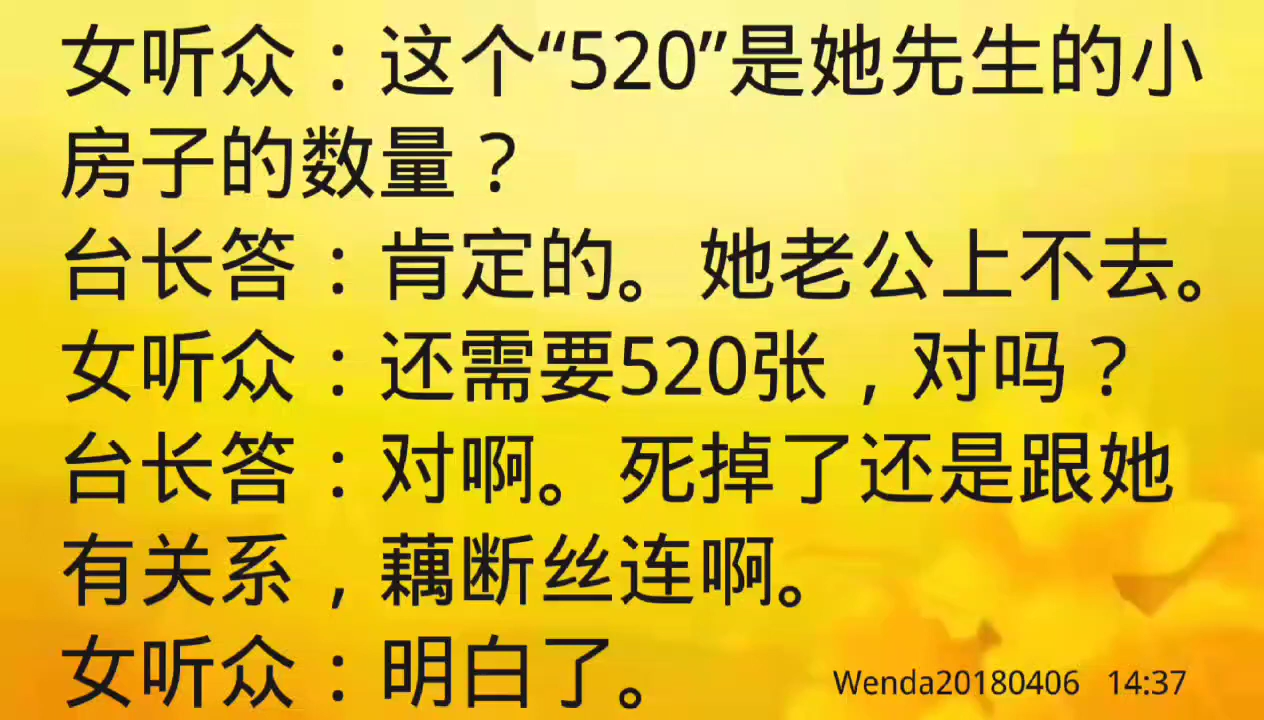 女听众：这个“520”是她先生的小
房子的数量？
台长答：肯定的。她老公上不去。
女听众：还需要520张，对吗？
台长答：对啊。死掉了还是跟她
有关系，藕断丝连啊。
女听众：明白了。
Wenda20180406 14:37